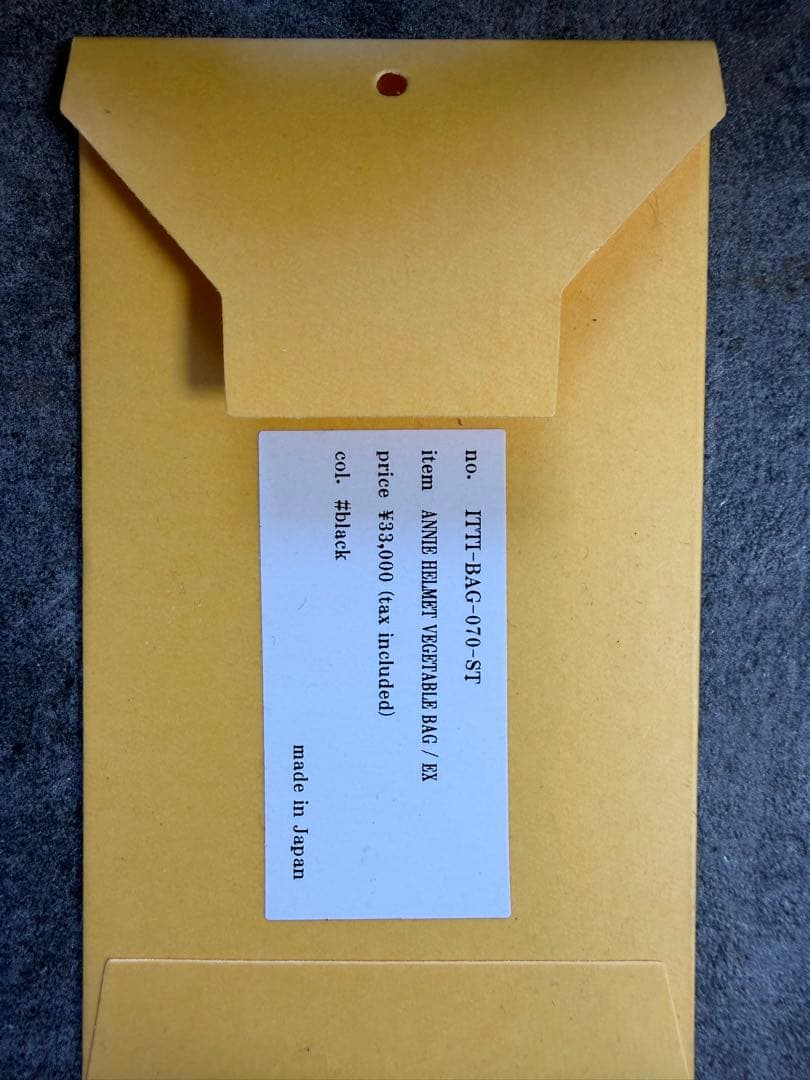 no. ITTI-BAG-070-ST
item ANNIE HELMET VEGETABLE BAG / EX
price ¥33,000 (tax included)
col. #black
made in Japan